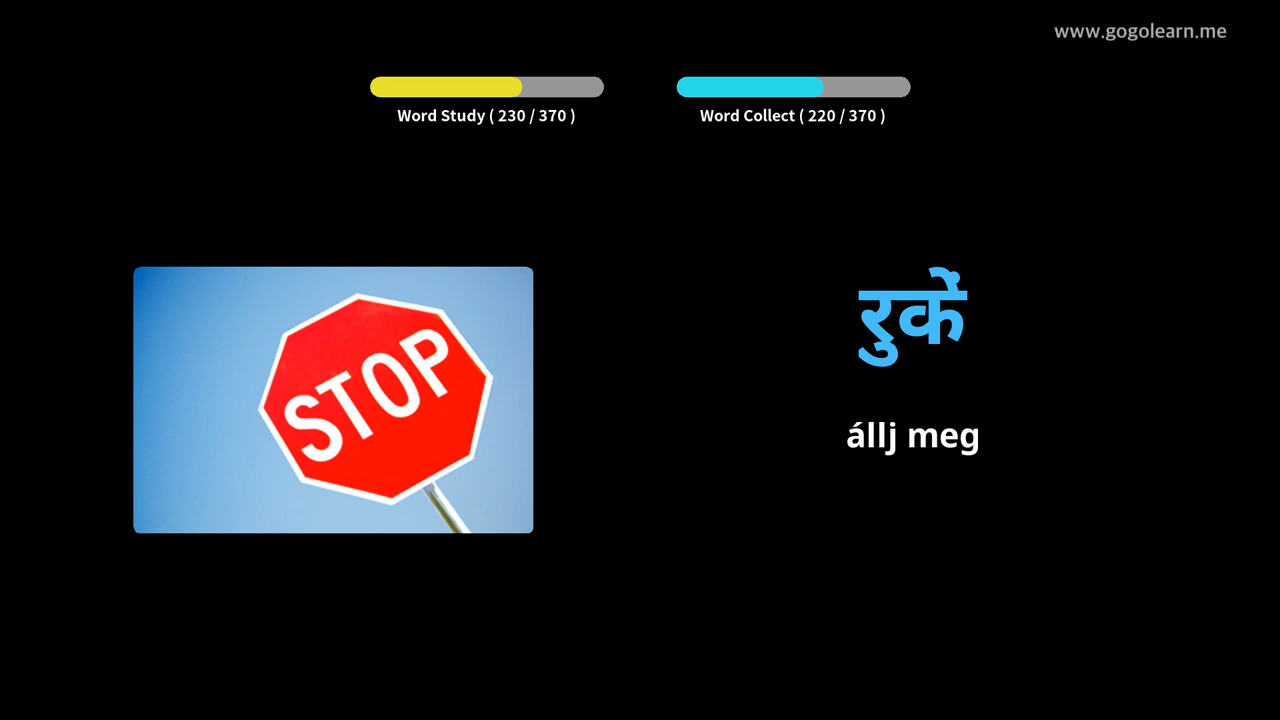 www.gogolearn.me
Word Study ( 230 / 370 )
Word Collect ( 220 / 370 )
STOP
रुकें
állj meg